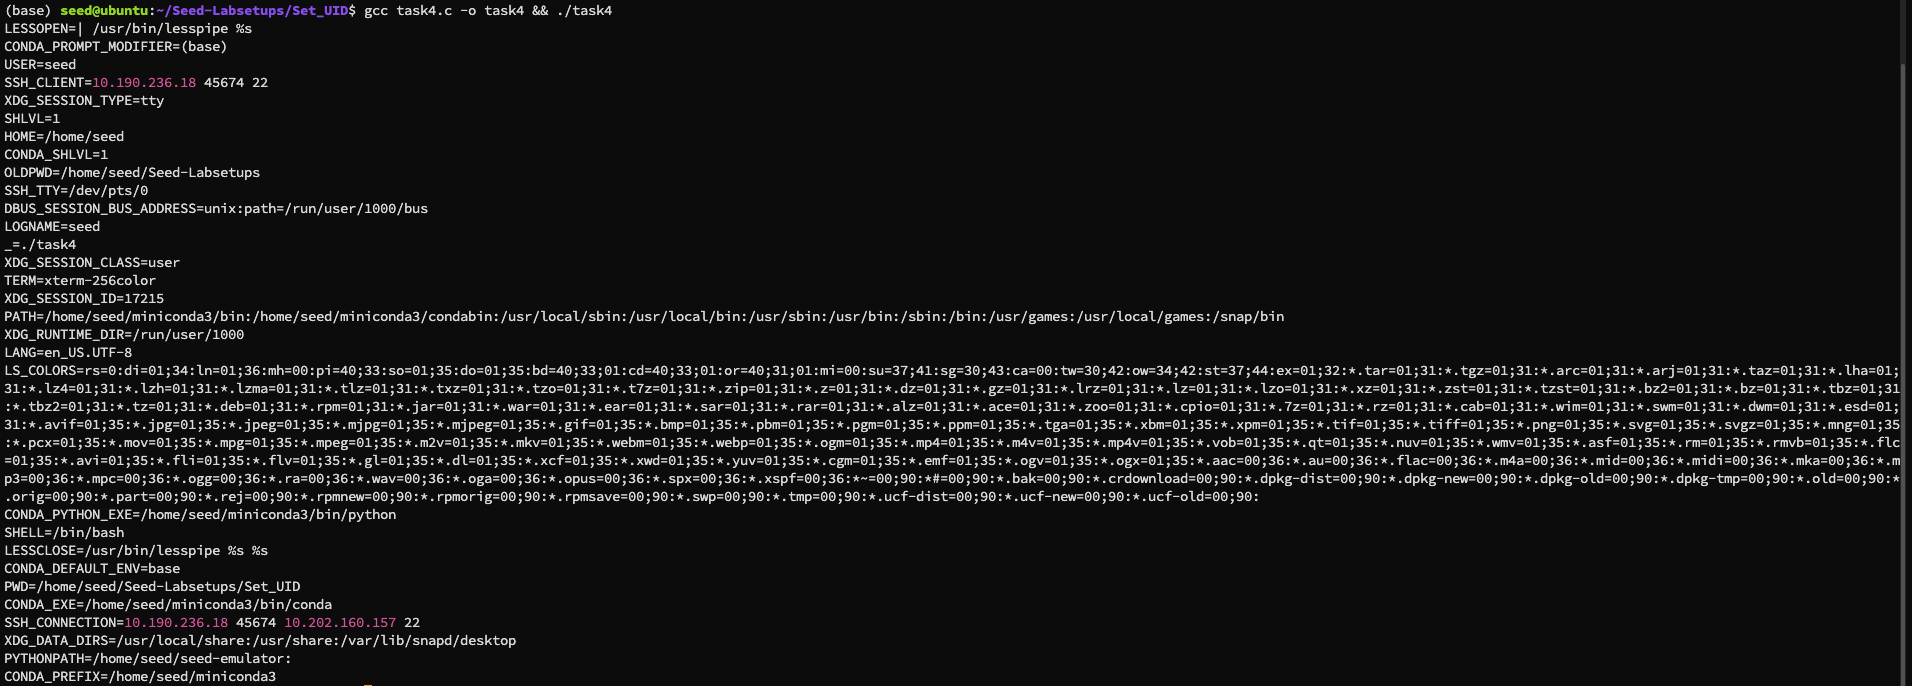 (base) seed@ubuntu:~/Seed-Labsetups/Set_UID$ gcc task4.c -o task4 && ./task4
LESSOPEN=| /usr/bin/lesspipe %s
CONDA_PROMPT_MODIFIER=(base)
USER=seed
SSH_CLIENT=10.190.236.18 45674 22
XDG_SESSION_TYPE=tty
SHLVL=1
HOME=/home/seed
CONDA_SHLVL=1
OLDPWD=/home/seed/Seed-Labsetups
SSH_TTY=/dev/pts/0
DBUS_SESSION_BUS_ADDRESS=unix:path=/run/user/1000/bus
LOGNAME=seed
_=./task4
XDG_SESSION_CLASS=user
TERM=xterm-256color
XDG_SESSION_ID=17215
PATH=/home/seed/miniconda3/bin:/home/seed/miniconda3/condabin:/usr/local/sbin:/usr/local/bin:/usr/sbin:/usr/bin:/sbin:/bin:/usr/games:/usr/local/games:/snap/bin
XDG_RUNTIME_DIR=/run/user/1000
LANG=en_US.UTF-8
LS_COLORS=rs=0:di=01;34:ln=01;36:mh=00:pi=40;33:so=01;35:do=01;35:bd=40;33;01:cd=40;33;01:or=40;31;01:mi=00:su=37;41:sg=30;43:ca=00:tw=30;42:ow=34;42:st=37;44:ex=01;32:*.tar=01;31:*.tgz=01;31:*.arc=01;31:*.arj=01;31:*.taz=01;31:*.lha=01;
31:*.lz4=01;31:*.lzh=01;31:*.lzma=01;31:*.tlz=01;31:*.txz=01;31:*.tzo=01;31:*.t7z=01;31:*.zip=01;31:*.z=01;31:*.dz=01;31:*.gz=01;31:*.lrz=01;31:*.lz=01;31:*.lzo=01;31:*.xz=01;31:*.zst=01;31:*.tzst=01;31:*.bz2=01;31:*.bz=01;31:*.tbz=01;31
:*.tbz2=01;31:*.tz=01;31:*.deb=01;31:*.rpm=01;31:*.jar=01;31:*.war=01;31:*.ear=01;31:*.sar=01;31:*.rar=01;31:*.alz=01;31:*.ace=01;31:*.zoo=01;31:*.cpio=01;31:*.7z=01;31:*.rz=01;31:*.cab=01;31:*.wim=01;31:*.swm=01;31:*.dwm=01;31:*.esd=01;
31:*.avif=01;35:*.jpg=01;35:*.jpeg=01;35:*.mjpg=01;35:*.mjpeg=01;35:*.gif=01;35:*.bmp=01;35:*.pbm=01;35:*.pgm=01;35:*.ppm=01;35:*.tga=01;35:*.xbm=01;35:*.xpm=01;35:*.tif=01;35:*.tiff=01;35:*.png=01;35:*.svg=01;35:*.svgz=01;35:*.mng=01;35
:*.pcx=01;35:*.mov=01;35:*.mpg=01;35:*.mpeg=01;35:*.m2v=01;35:*.mkv=01;35:*.webm=01;35:*.webp=01;35:*.ogm=01;35:*.mp4=01;35:*.m4v=01;35:*.mp4v=01;35:*.vob=01;35:*.qt=01;35:*.nuv=01;35:*.wmv=01;35:*.asf=01;35:*.rm=01;35:*.rmvb=01;35:*.flc
=01;35:*.avi=01;35:*.fli=01;35:*.flv=01;35:*.gl=01;35:*.dl=01;35:*.xcf=01;35:*.xwd=01;35:*.yuv=01;35:*.cgm=01;35:*.emf=01;35:*.ogv=01;35:*.ogx=01;35:*.aac=00;36:*.au=00;36:*.flac=00;36:*.m4a=00;36:*.mid=00;36:*.midi=00;36:*.mka=00;36:*.m
p3=00;36:*.mpc=00;36:*.ogg=00;36:*.ra=00;36:*.wav=00;36:*.oga=00;36:*.opus=00;36:*.spx=00;36:*.xspf=00;36:*~=00;90:*#=00;90:*.bak=00;90:*.crdownload=00;90:*.dpkg-dist=00;90:*.dpkg-new=00;90:*.dpkg-old=00;90:*.dpkg-tmp=00;90:*.old=00;90:*
.orig=00;90:*.part=00;90:*.rej=00;90:*.rpmnew=00;90:*.rpmorig=00;90:*.rpmsave=00;90:*.swp=00;90:*.tmp=00;90:*.ucf-dist=00;90:*.ucf-new=00;90:*.ucf-old=00;90:
CONDA_PYTHON_EXE=/home/seed/miniconda3/bin/python
SHELL=/bin/bash
LESSCLOSE=/usr/bin/lesspipe %s %s
CONDA_DEFAULT_ENV=base
PWD=/home/seed/Seed-Labsetups/Set_UID
CONDA_EXE=/home/seed/miniconda3/bin/conda
SSH_CONNECTION=10.190.236.18 45674 10.202.160.157 22
XDG_DATA_DIRS=/usr/local/share:/usr/share:/var/lib/snapd/desktop
PYTHONPATH=/home/seed/seed-emulator:
CONDA_PREFIX=/home/seed/miniconda3